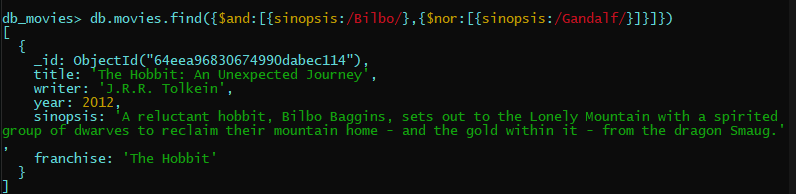 db_movies> db.movies.find({$and:[{sinopsis:/Bilbo/},{$nor:[{sinopsis:/Gandalf/}]}]})
[
  {
    _id: ObjectId("64eea96830674990dabec114"),
    title: 'The Hobbit: An Unexpected Journey',
    writer: 'J.R.R. Tolkein',
    year: 2012,
    sinopsis: 'A reluctant hobbit, Bilbo Baggins, sets out to the Lonely Mountain with a spirited
group of dwarves to reclaim their mountain home - and the gold within it - from the dragon Smaug.'
,
    franchise: 'The Hobbit'
  }
]